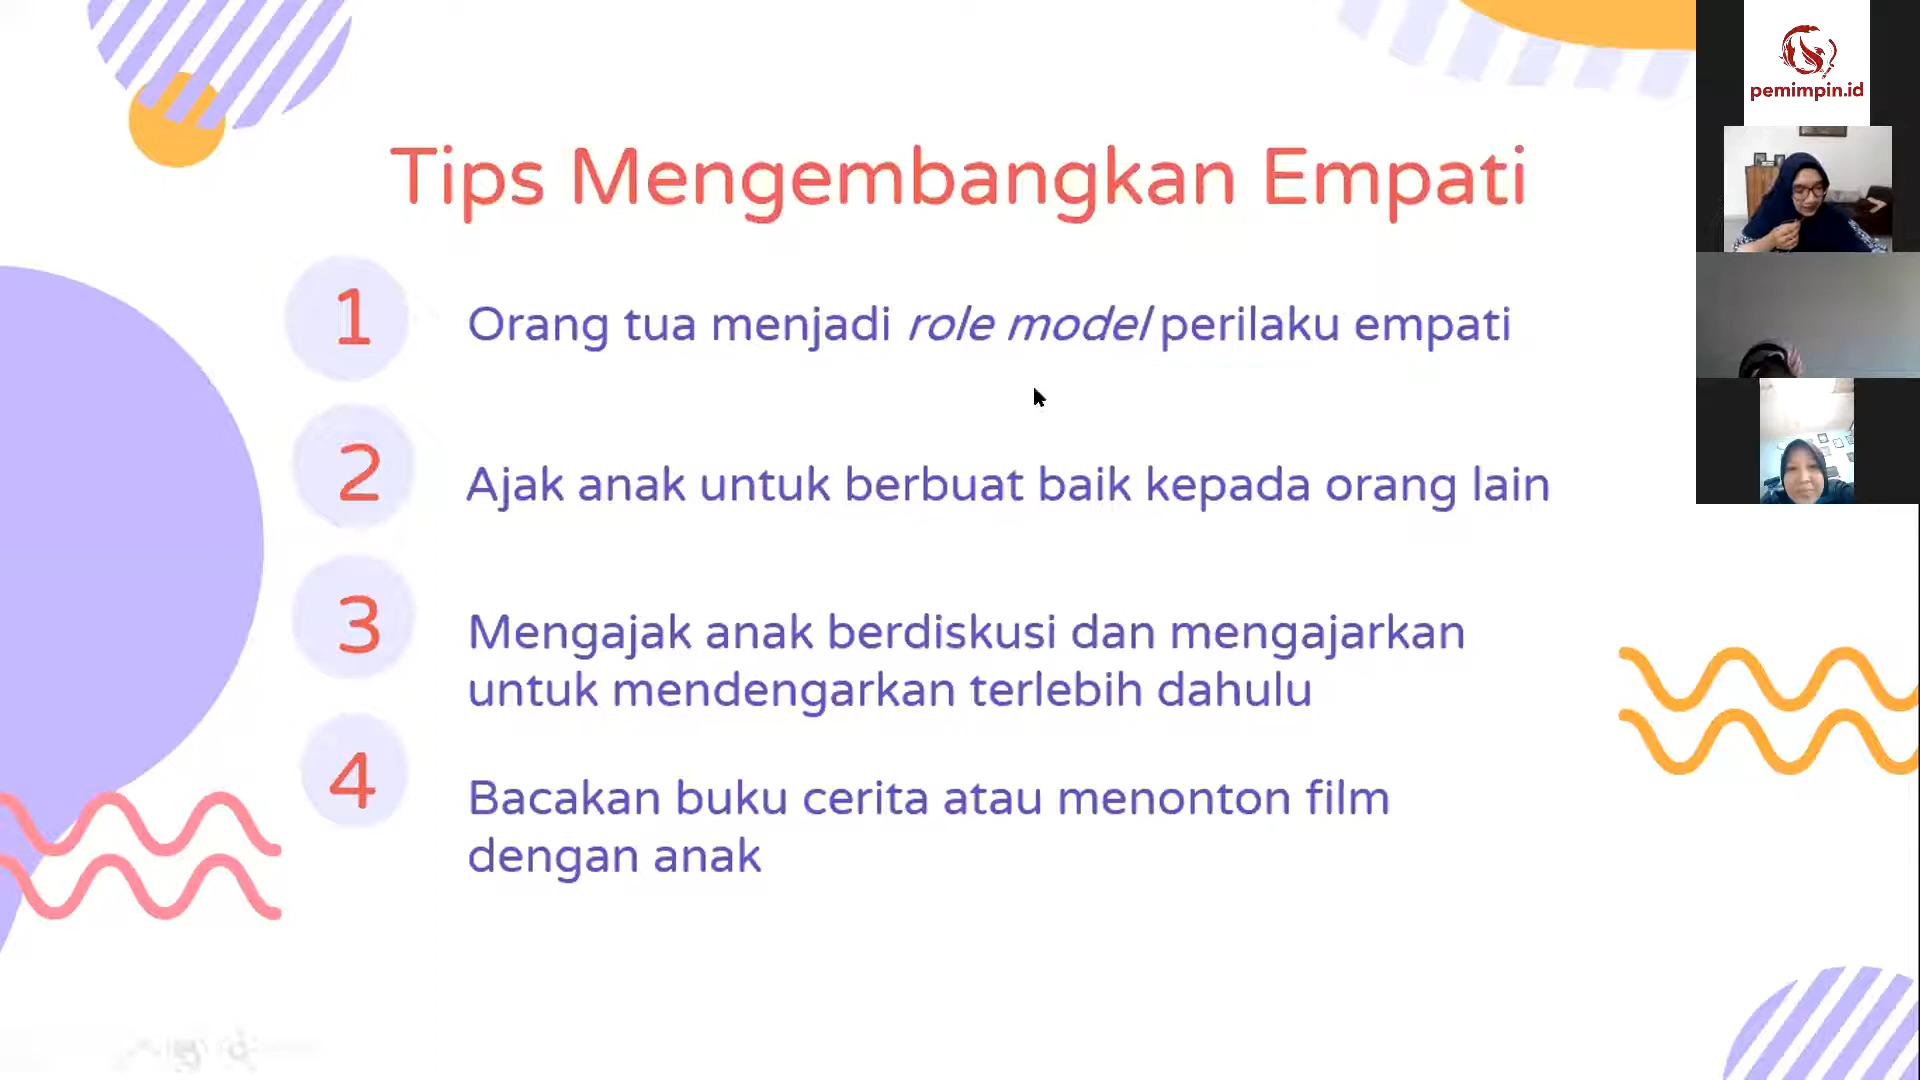 Tips Mengembangkan Empati
1
Orang tua menjadi role model perilaku empati
2
Ajak anak untuk berbuat baik kepada orang lain
3
Mengajak anak berdiskusi dan mengajarkan
untuk mendengarkan terlebih dahulu
4
Bacakan buku cerita atau menonton film
dengan anak
pemimpin.id